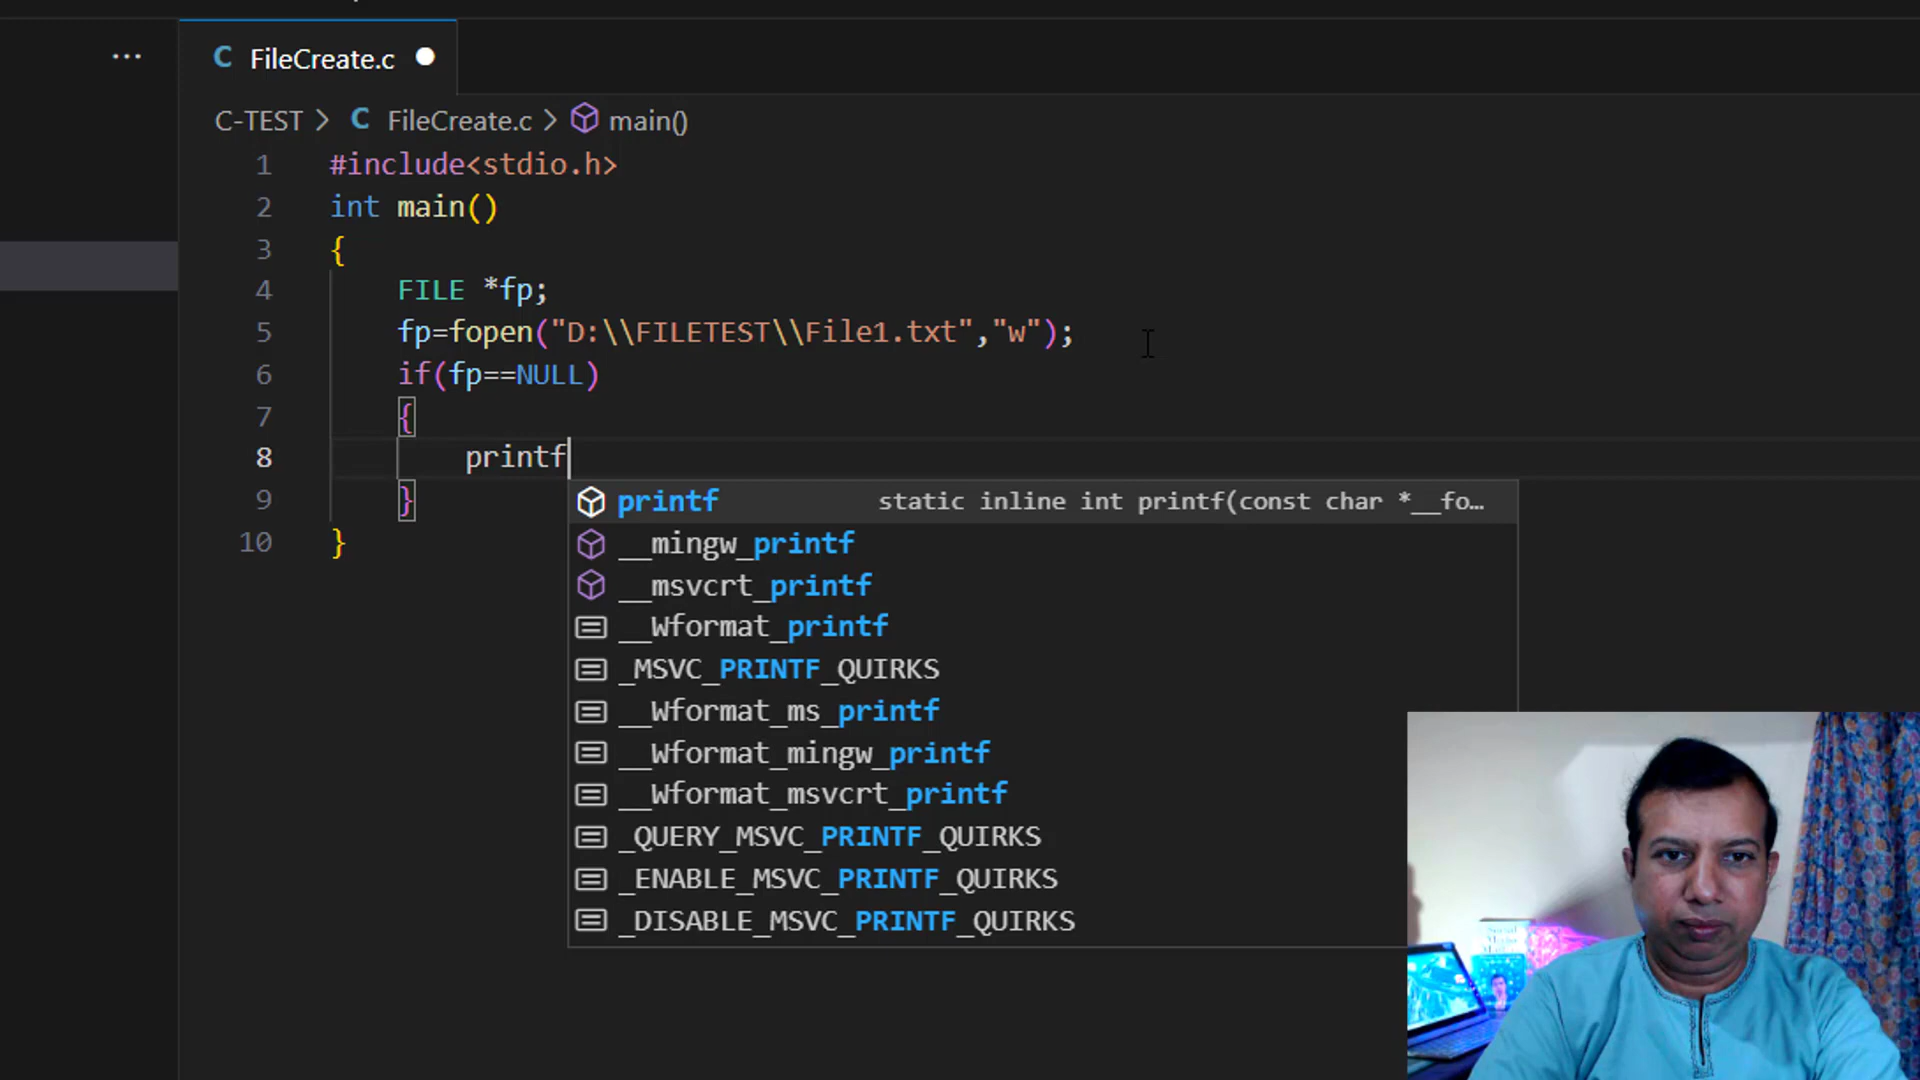 ··· C FileCreate.c
C-TEST > C FileCreate.c > main()
1 #include<stdio.h>
2 int main()
3 {
4 FILE *fp;
5 fp=fopen("D:\\FILETEST\\File1.txt","w");
6 if(fp==NULL)
7 {
8 printf
9 }
10 }
printf static inline int printf(const char *__fo…
__mingw_printf
__msvcrt_printf
__Wformat_printf
_MSVC_PRINTF_QUIRKS
__Wformat_ms_printf
__Wformat_mingw_printf
__Wformat_msvcrt_printf
_QUERY_MSVC_PRINTF_QUIRKS
_ENABLE_MSVC_PRINTF_QUIRKS
_DISABLE_MSVC_PRINTF_QUIRKS